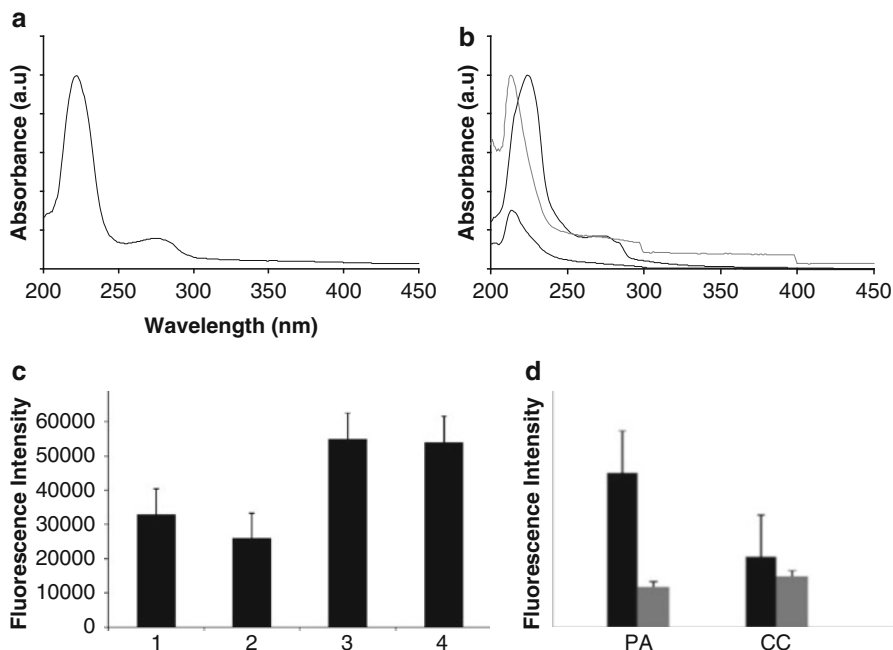 a
Absorbance (a.u)
200 250 300 350 400 450
Wavelength (nm)
b
Absorbance (a.u)
200 250 300 350 400 450
c
Fluorescence Intensity
60000
50000
40000
30000
20000
10000
0
1 2 3 4
d
Fluorescence Intensity
PA CC